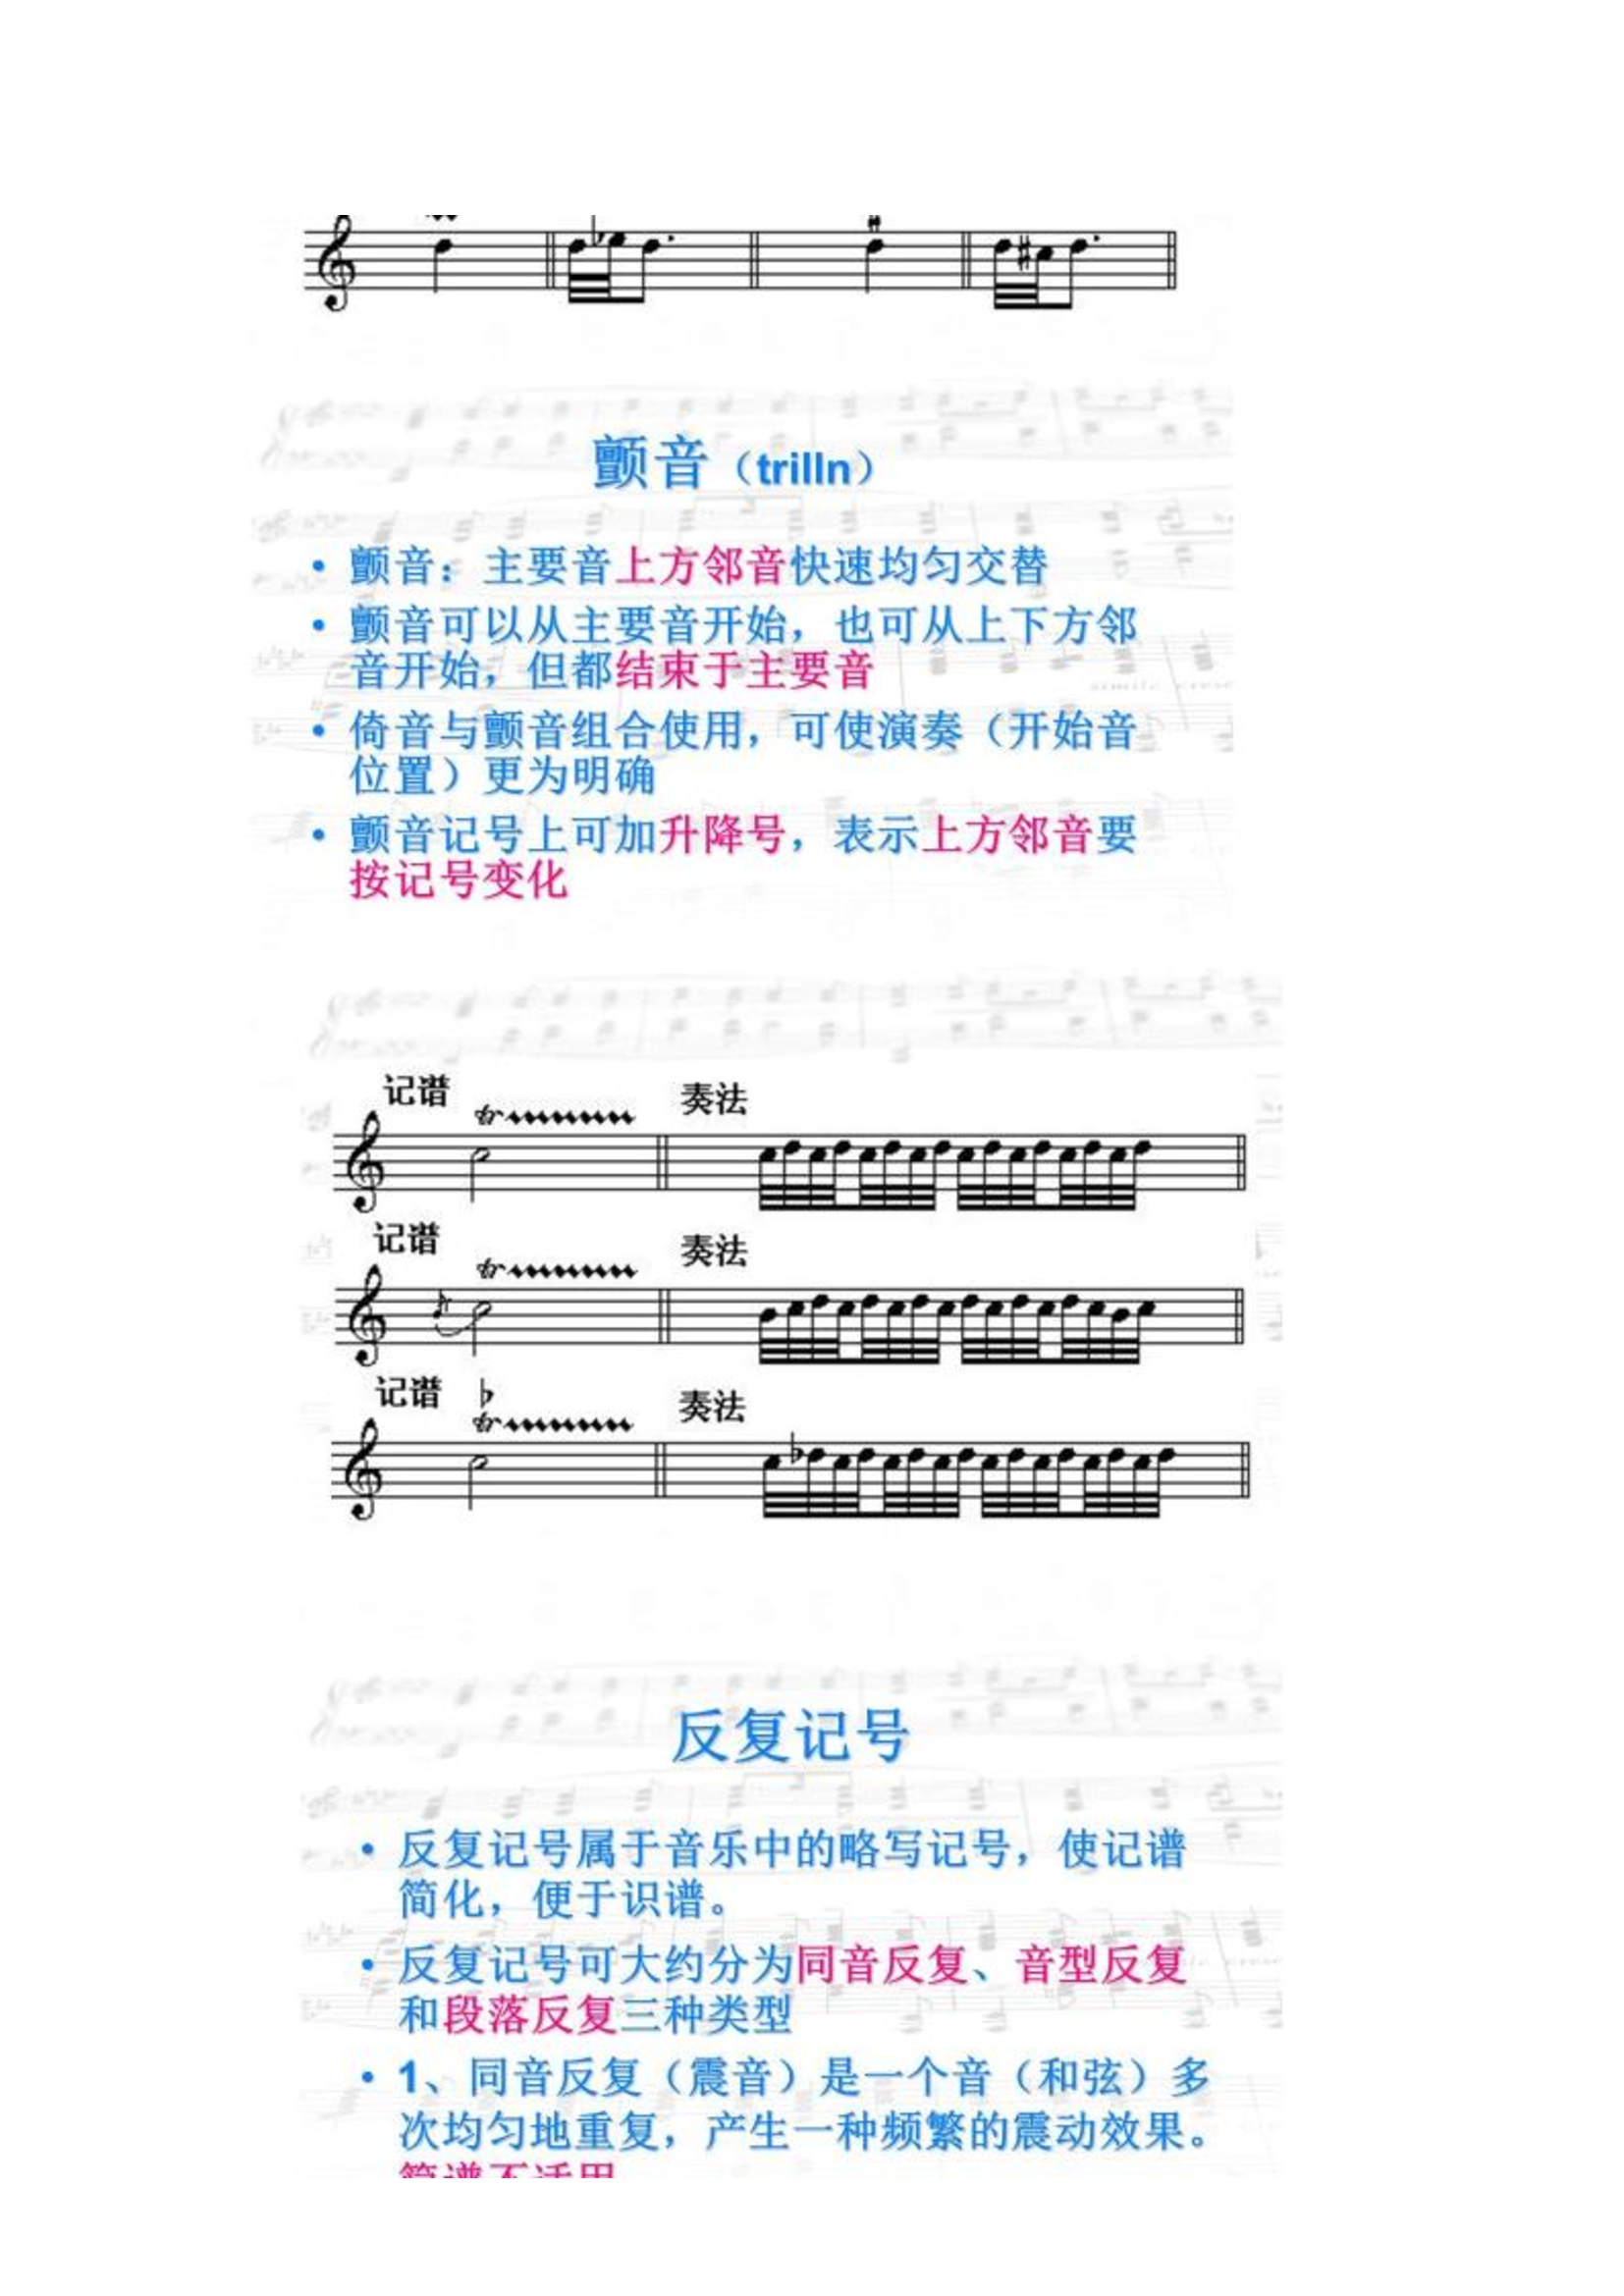 颤音（trilln）
• 颤音：主要音上方邻音快速均匀交替
• 颤音可以从主要音开始，也可从上下方邻
音开始，但都结束于主要音
• 倚音与颤音组合使用，可使演奏（开始音
位置）更为明确
• 颤音记号上可加升降号，表示上方邻音要
按记号变化
记谱 奏法
记谱 奏法
记谱 奏法
反复记号
• 反复记号属于音乐中的略写记号，使记谱
简化，便于识谱。
• 反复记号可大约分为同音反复、音型反复
和段落反复三种类型
• 1、同音反复（震音）是一个音（和弦）多
次均匀地重复，产生一种频繁的震动效果。
简谱不适用